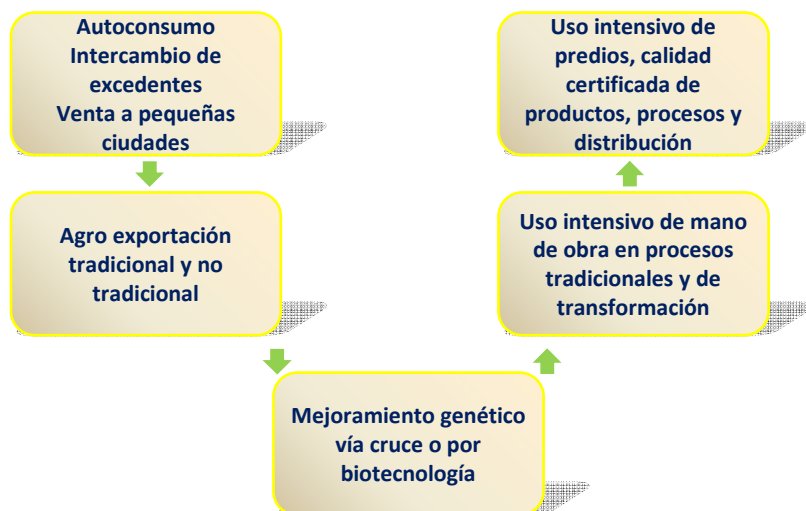 Autoconsumo
Intercambio de
excedentes
Venta a pequeñas
ciudades
Agro exportación
tradicional y no
tradicional
Mejoramiento genético
vía cruce o por
biotecnología
Uso intensivo de mano
de obra en procesos
tradicionales y de
transformación
Uso intensivo de
predios, calidad
certificada de
productos, procesos y
distribución